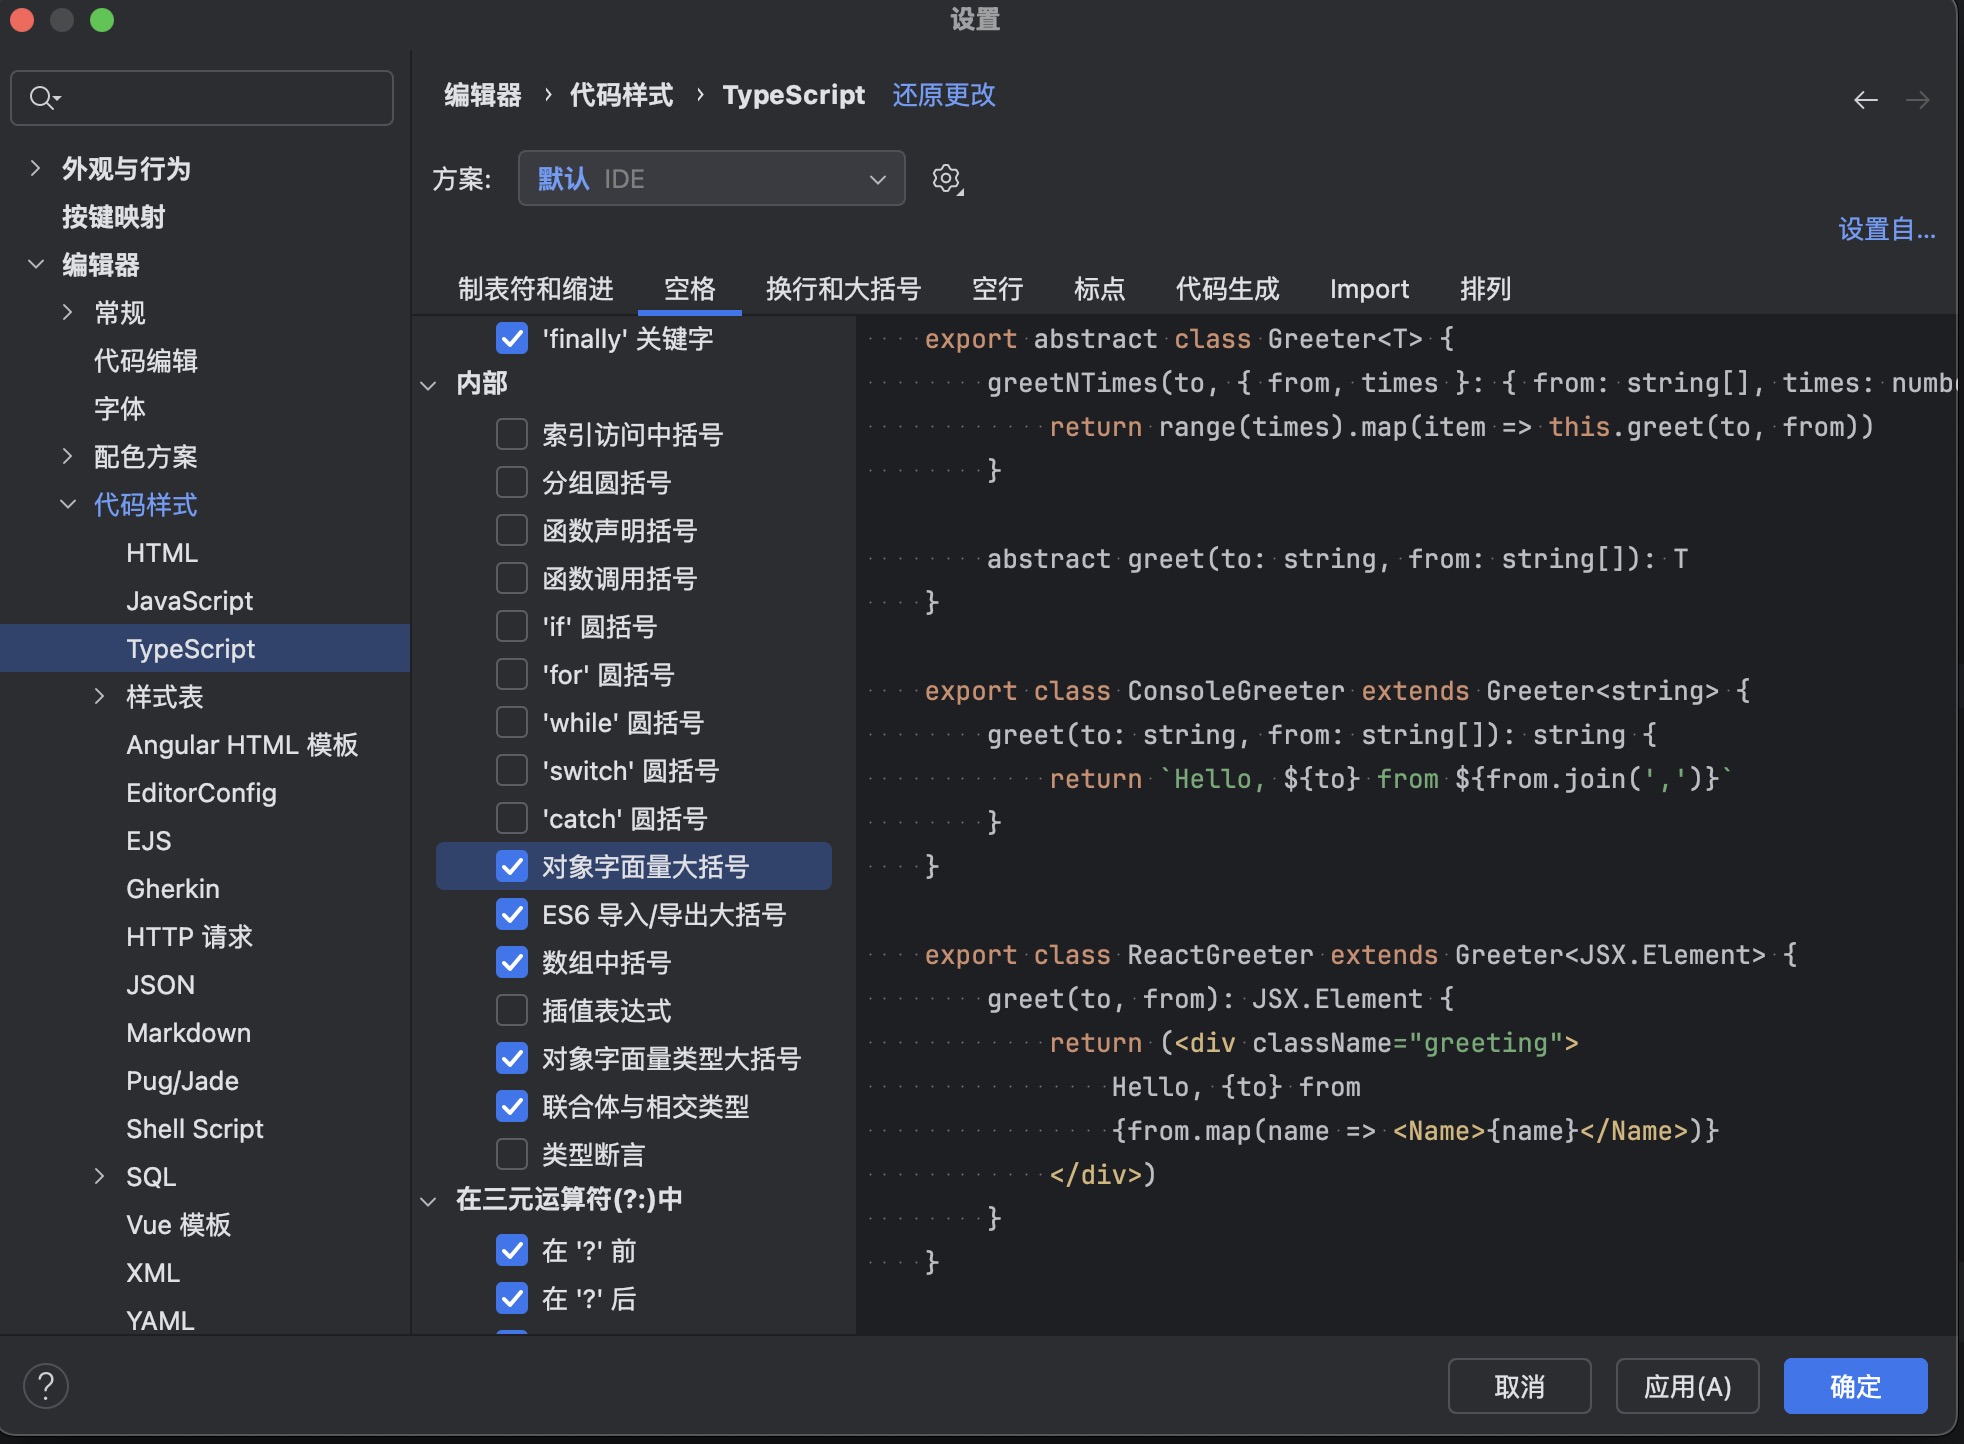 设置
外观与行为
按键映射
编辑器
常规
代码编辑
字体
配色方案
代码样式
HTML
JavaScript
TypeScript
样式表
Angular HTML 模板
EditorConfig
EJS
Gherkin
HTTP 请求
JSON
Markdown
Pug/Jade
Shell Script
SQL
Vue 模板
XML
YAML
编辑器 › 代码样式 › TypeScript 还原更改
方案: 默认 IDE
设置自...
制表符和缩进 空格 换行和大括号 空行 标点 代码生成 Import 排列
'finally' 关键字
内部
索引访问中括号
分组圆括号
函数声明括号
函数调用括号
'if' 圆括号
'for' 圆括号
'while' 圆括号
'switch' 圆括号
'catch' 圆括号
对象字面量大括号
ES6 导入/导出大括号
数组中括号
插值表达式
对象字面量类型大括号
联合体与相交类型
类型断言
在三元运算符(?:)中
在 '?' 前
在 '?' 后
export abstract class Greeter<T> {
greetNTimes(to, { from, times }: { from: string[], times: numb
return range(times).map(item => this.greet(to, from))
}
abstract greet(to: string, from: string[]): T
}
export class ConsoleGreeter extends Greeter<string> {
greet(to: string, from: string[]): string {
return `Hello, ${to} from ${from.join(',')}`
}
}
export class ReactGreeter extends Greeter<JSX.Element> {
greet(to, from): JSX.Element {
return (<div className="greeting">
Hello, {to} from
{from.map(name => <Name>{name}</Name>)}
</div>)
}
}
?
取消 应用(A) 确定